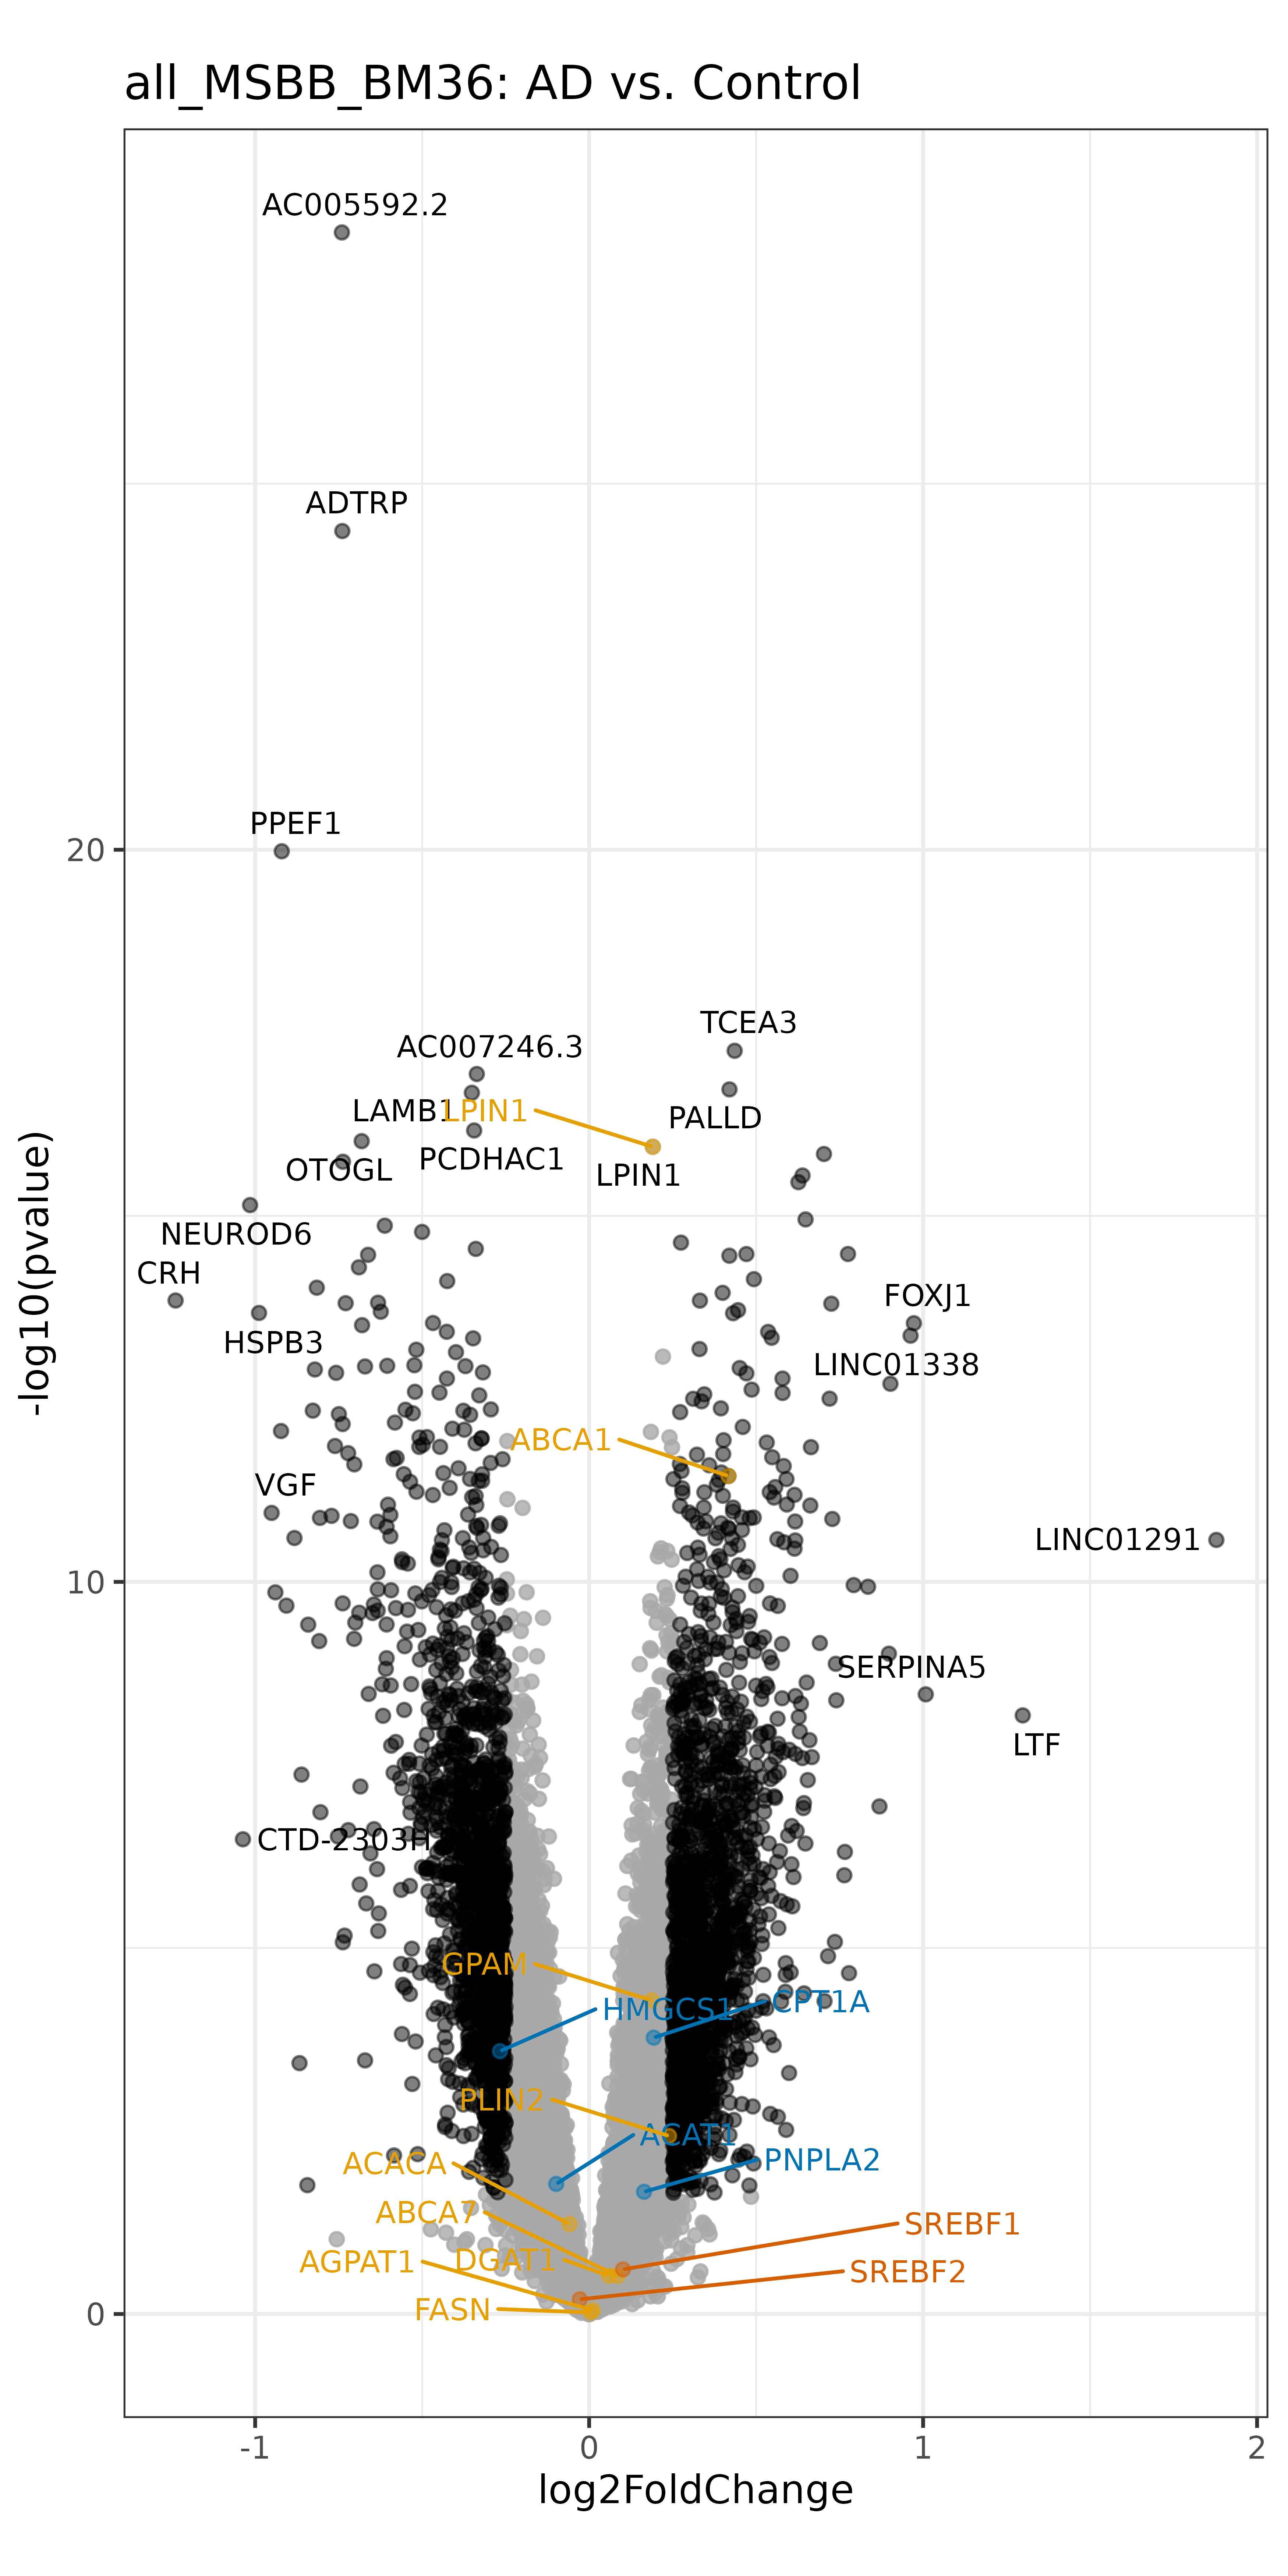 all_MSBB_BM36: AD vs. Control
AC005592.2
ADTRP
PPEF1
20
TCEA3
AC007246.3
LAMB1
LPIN1
PALLD
PCDHAC1
OTOGL
LPIN1
NEUROD6
CRH
FOXJ1
HSPB3
LINC01338
ABCA1
VGF
LINC01291
10
SERPINA5
LTF
CTD-2303H
GPAM
HMGCS1
CPT1A
PLIN2
ACAT1
PNPLA2
ACACA
ABCA7
SREBF1
AGPAT1
DGAT1
SREBF2
FASN
0
-1
0
1
2
log2FoldChange
-log10(pvalue)